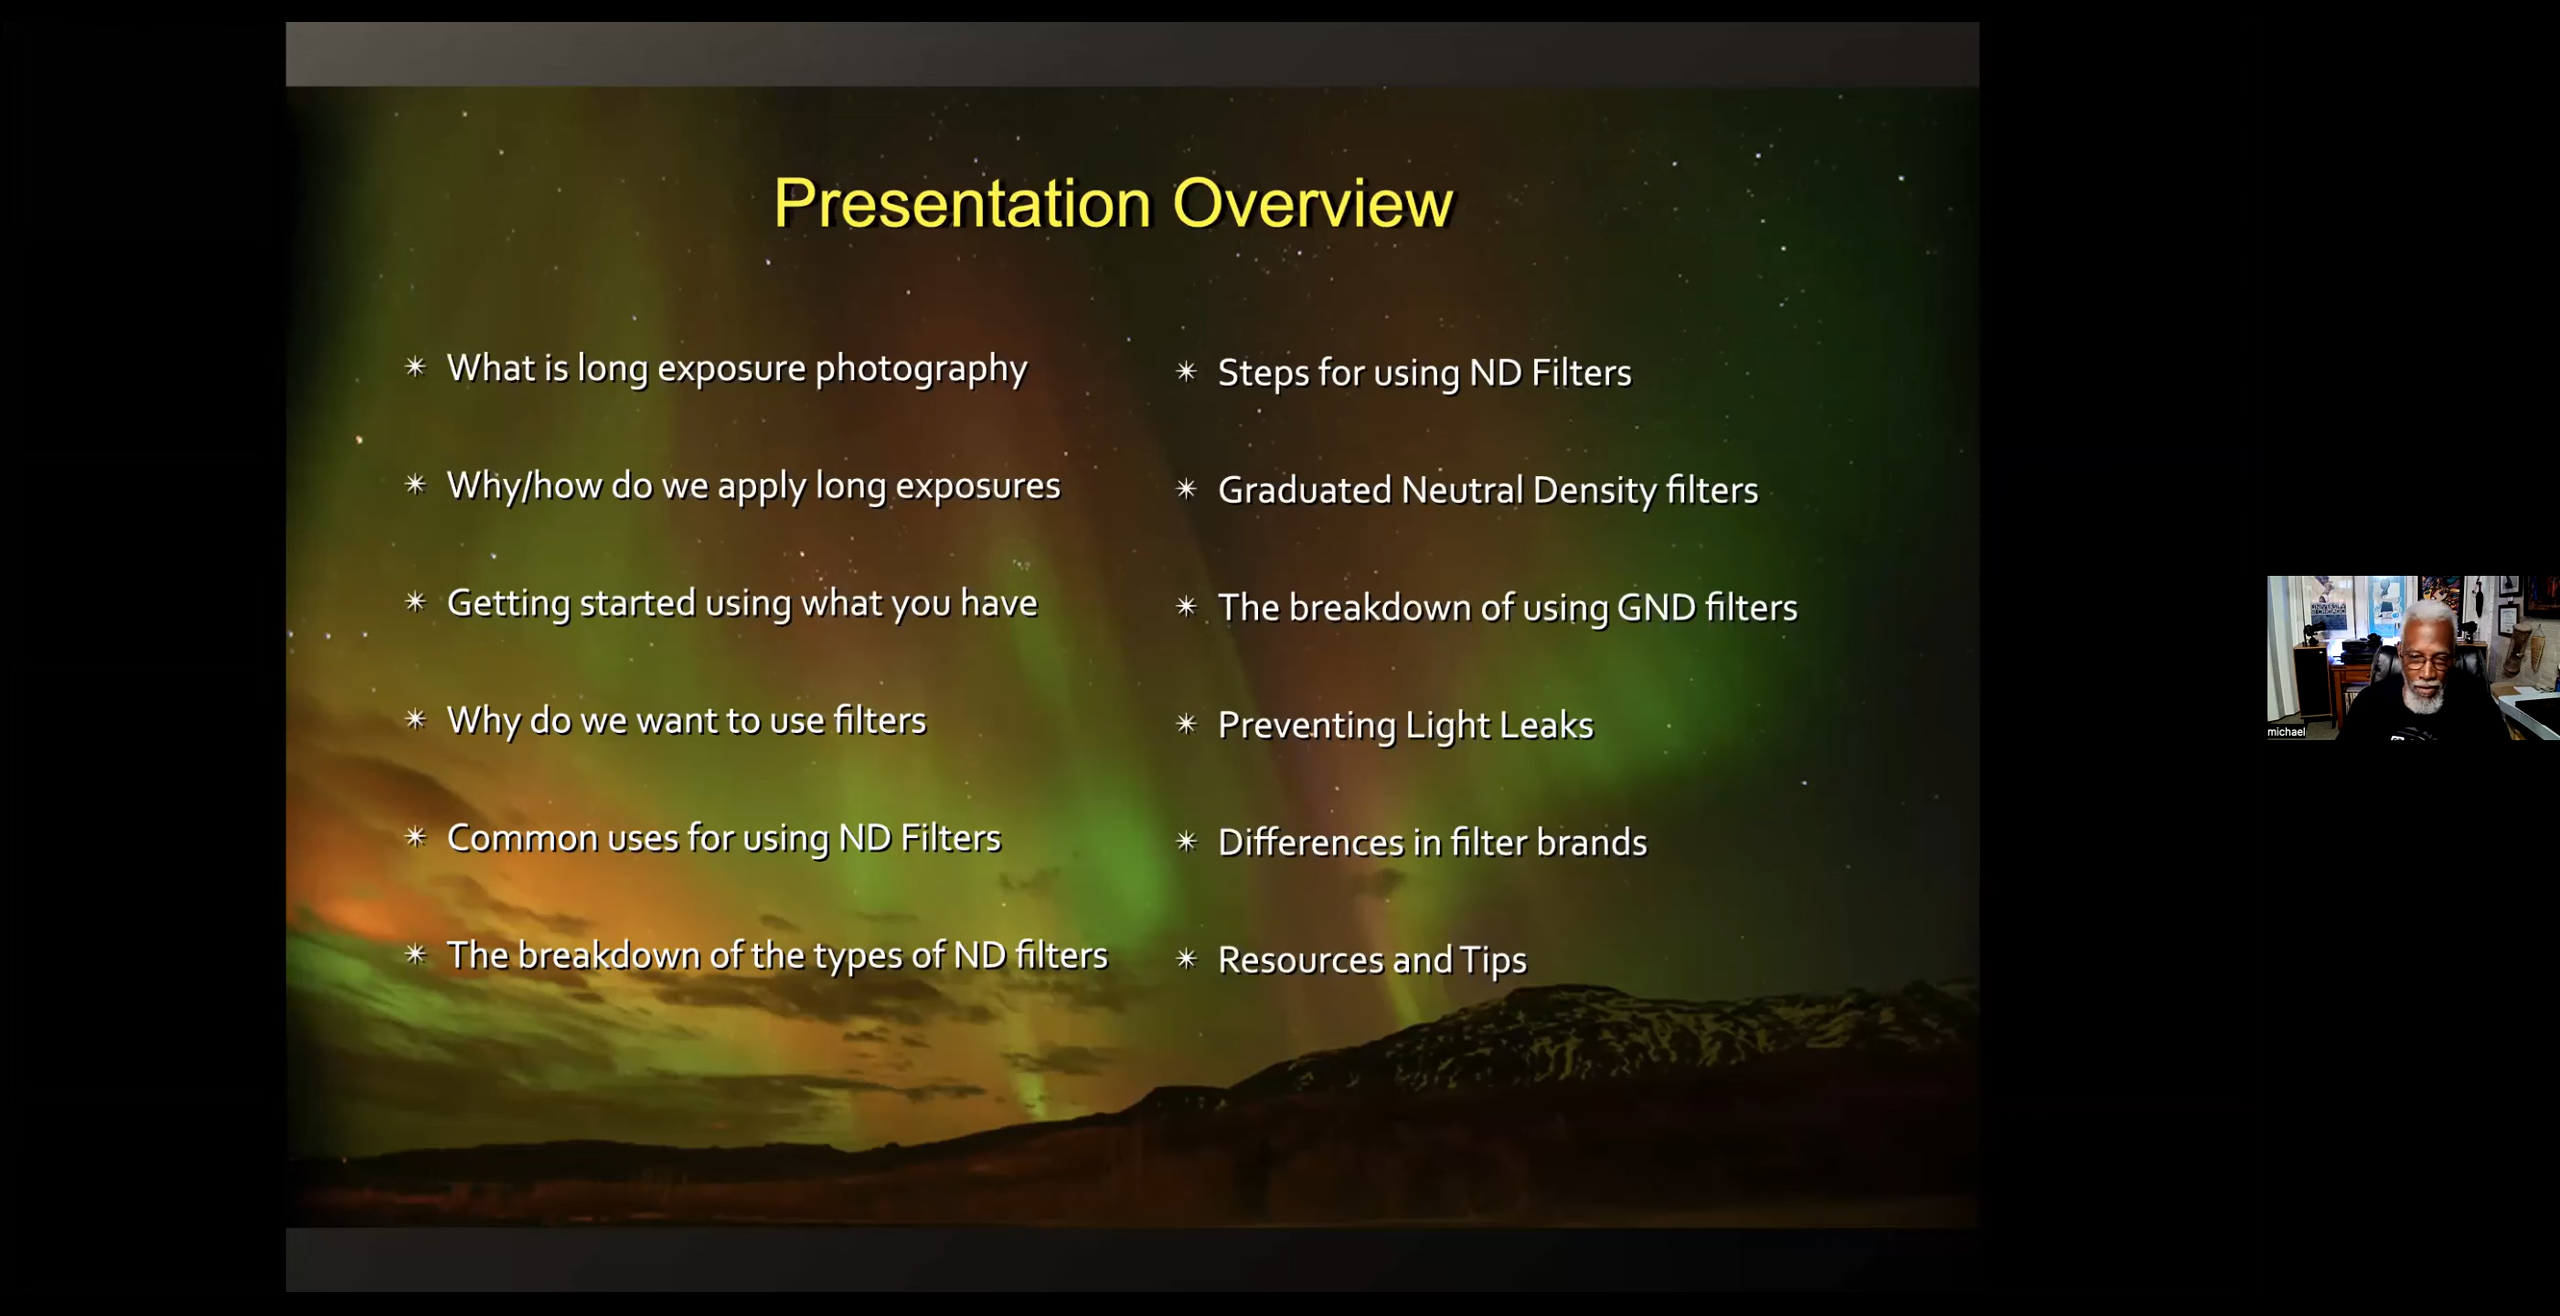 Presentation Overview
What is long exposure photography
Why/how do we apply long exposures
Getting started using what you have
Why do we want to use filters
Common uses for using ND Filters
The breakdown of the types of ND filters
Steps for using ND Filters
Graduated Neutral Density filters
The breakdown of using GND filters
Preventing Light Leaks
Differences in filter brands
Resources and Tips
michael